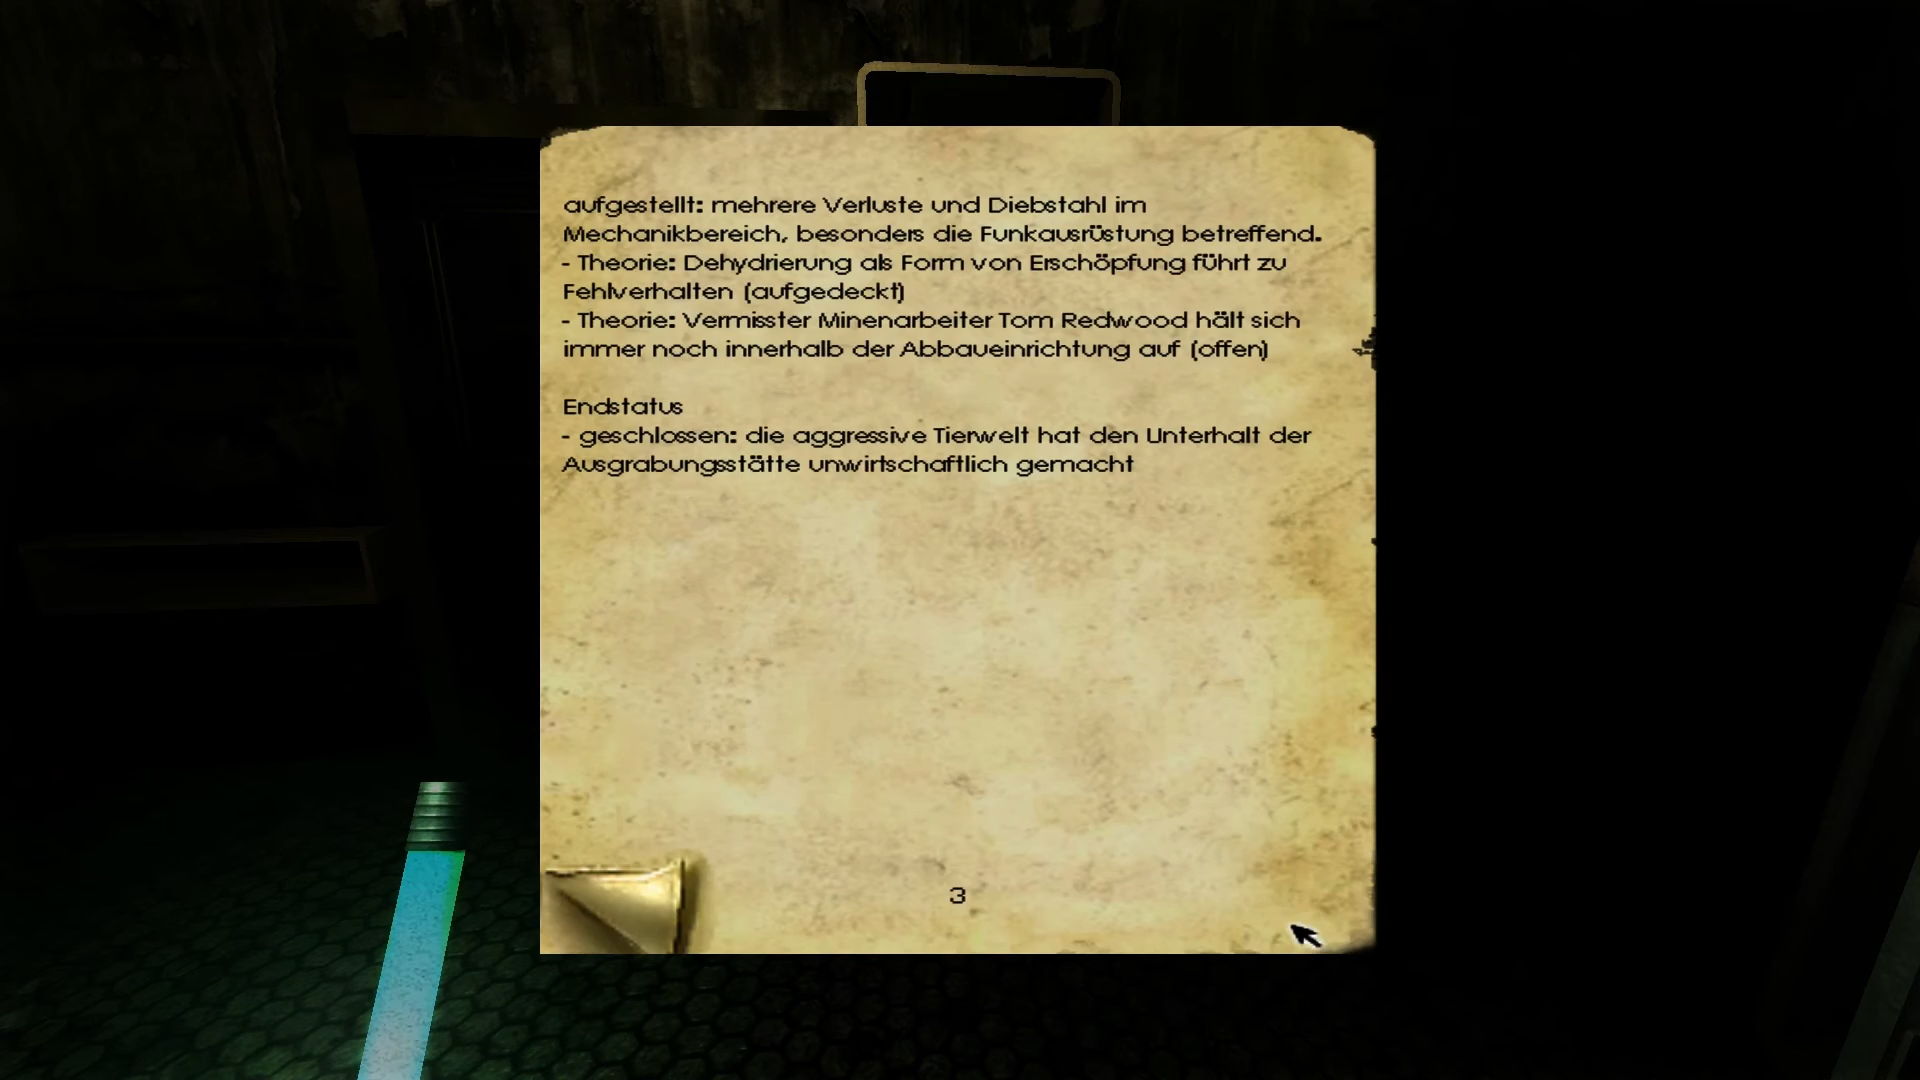 aufgestellt: mehrere Verluste und Diebstahl im
Mechanikbereich, besonders die Funkausrüstung betreffend.
- Theorie: Dehydrierung als Form von Erschöpfung führt zu
Fehlverhalten (aufgedeckt)
- Theorie: Vermisster Minenarbeiter Tom Redwood hält sich
immer noch innerhalb der Abbaueinrichtung auf (offen)
Endstatus
- geschlossen: die aggressive Tierwelt hat den Unterhalt der
Ausgrabungsstätte unwirtschaftlich gemacht
3